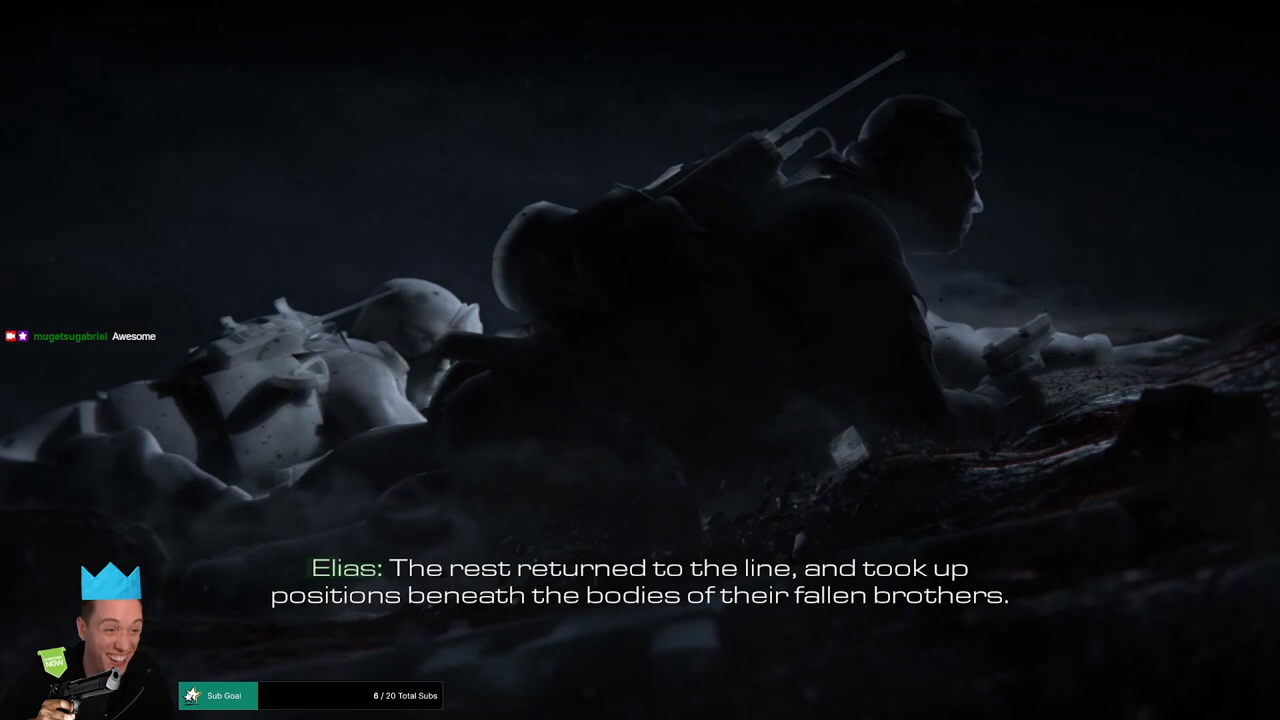 mugetsugabriel Awesome
Elias: The rest returned to the line, and took up
positions beneath the bodies of their fallen brothers.
NOW
Sub Goal
6 / 20 Total Subs